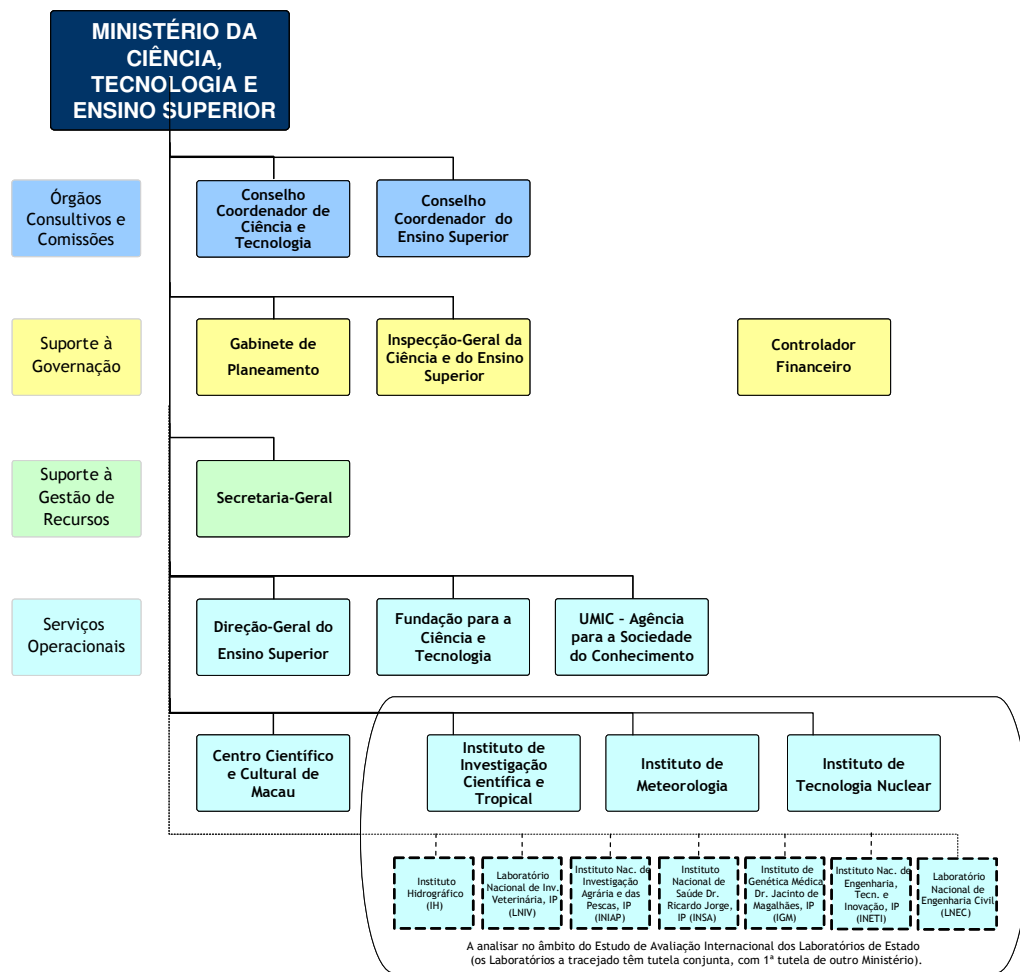 MINISTÉRIO DA
CIÊNCIA,
TECNOLOGIA E
ENSINO SUPERIOR
Órgãos
Consultivos e
Comissões
Conselho
Coordenador de
Ciência e
Tecnologia
Conselho
Coordenador do
Ensino Superior
Suporte à
Governação
Gabinete de
Planeamento
Inspecção-Geral da
Ciência e do Ensino
Superior
Controlador
Financeiro
Suporte à
Gestão de
Recursos
Secretaria-Geral
Serviços
Operacionais
Direção-Geral do
Ensino Superior
Fundação para a
Ciência e
Tecnologia
UMIC – Agência
para a Sociedade
do Conhecimento
Centro Científico
e Cultural de
Macau
Instituto de
Investigação
Científica e
Tropical
Instituto de
Meteorologia
Instituto de
Tecnologia Nuclear
Instituto
Hidrográfico
(IH)
Laboratório
Nacional de Inv.
Veterinária, IP
(LNIV)
Instituto Nac. de
Investigação
Agrária e das
Pescas, IP
(INIAP)
Instituto
Nacional de
Saúde Dr.
Ricardo Jorge,
IP (INSA)
Instituto de
Genética Médica
Dr. Jacinto de
Magalhães, IP
(IGM)
Instituto Nac. de
Engenharia,
Tecn. e
Inovação, IP
(INETI)
Laboratório
Nacional de
Engenharia Civil
(LNEC)
A analisar no âmbito do Estudo de Avaliação Internacional dos Laboratórios de Estado
(os Laboratórios a tracejado têm tutela conjunta, com 1ª tutela de outro Ministério).